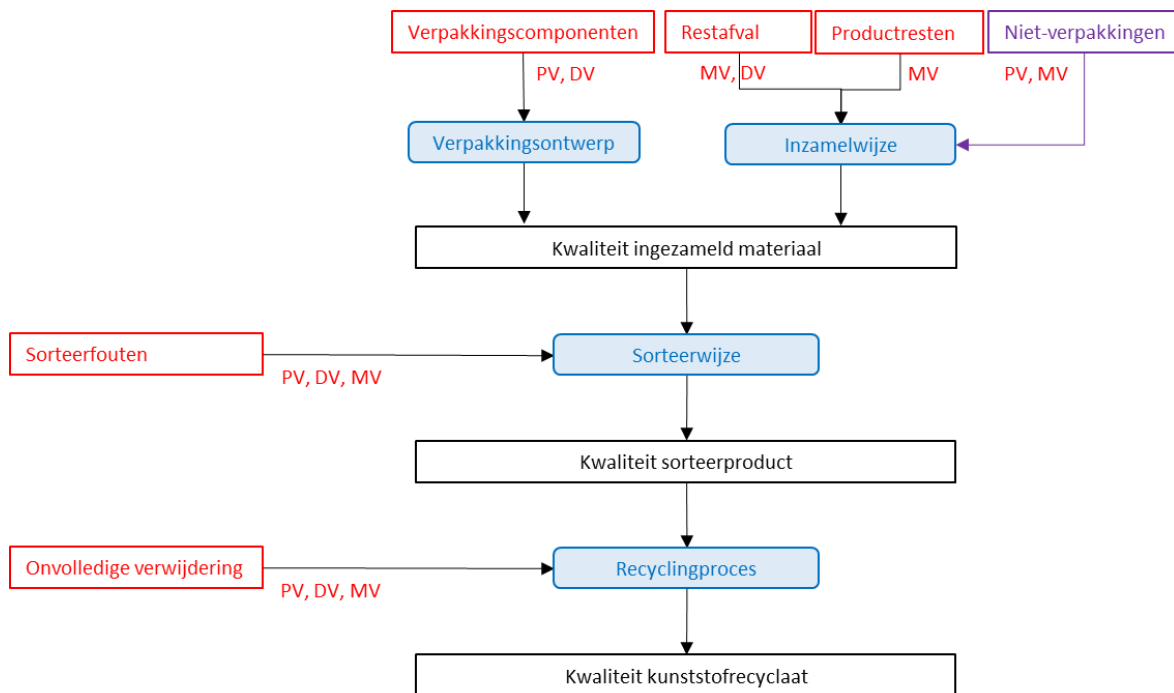 Verpakkingscomponenten
Restafval
Productresten
Niet-verpakkingen
PV, DV
MV, DV
MV
PV, MV
Verpakkingsontwerp
Inzamelwijze
Kwaliteit ingezameld materiaal
Sorteerfouten
Sorteerwijze
PV, DV, MV
Kwaliteit sorteerproduct
Onvolledige verwijdering
Recyclingproces
PV, DV, MV
Kwaliteit kunststofrecyclaat